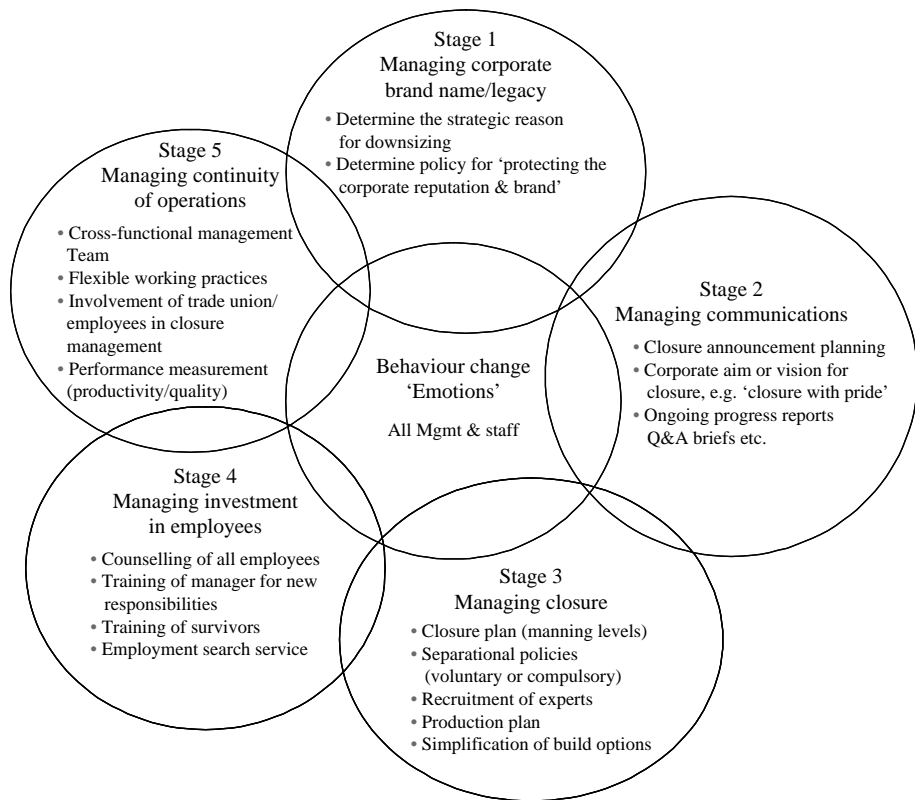 Stage 1
Managing corporate
brand name/legacy
• Determine the strategic reason
for downsizing
• Determine policy for ‘protecting the
corporate reputation & brand’
Stage 2
Managing communications
• Closure announcement planning
• Corporate aim or vision for
closure, e.g. ‘closure with pride’
• Ongoing progress reports
Q&A briefs etc.
Stage 3
Managing closure
• Closure plan (manning levels)
• Separational policies
(voluntary or compulsory)
• Recruitment of experts
• Production plan
• Simplification of build options
Stage 4
Managing investment
in employees
• Counselling of all employees
• Training of manager for new
responsibilities
• Training of survivors
• Employment search service
Stage 5
Managing continuity
of operations
• Cross-functional management
Team
• Flexible working practices
• Involvement of trade union/
employees in closure
management
• Performance measurement
(productivity/quality)
Behaviour change
‘Emotions’
All Mgmt & staff